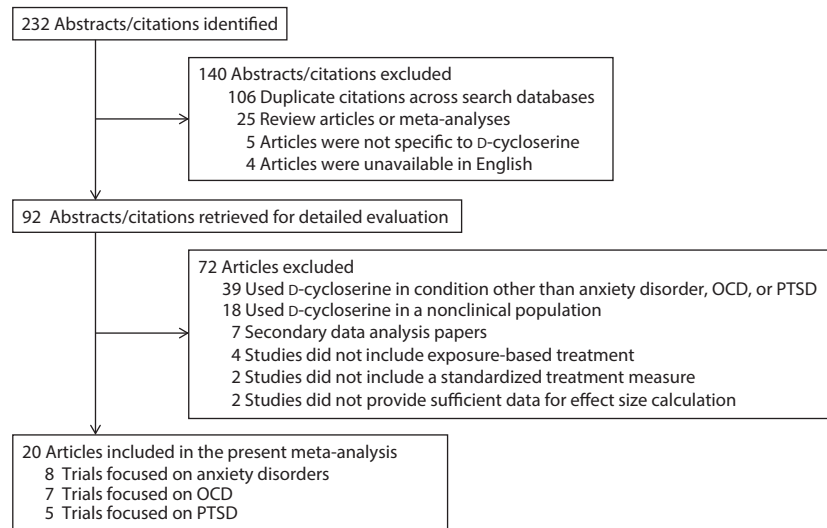 232 Abstracts/citations identified
140 Abstracts/citations excluded
106 Duplicate citations across search databases
25 Review articles or meta-analyses
5 Articles were not specific to D-cycloserine
4 Articles were unavailable in English
92 Abstracts/citations retrieved for detailed evaluation
72 Articles excluded
39 Used D-cycloserine in condition other than anxiety disorder, OCD, or PTSD
18 Used D-cycloserine in a nonclinical population
7 Secondary data analysis papers
4 Studies did not include exposure-based treatment
2 Studies did not include a standardized treatment measure
2 Studies did not provide sufficient data for effect size calculation
20 Articles included in the present meta-analysis
8 Trials focused on anxiety disorders
7 Trials focused on OCD
5 Trials focused on PTSD